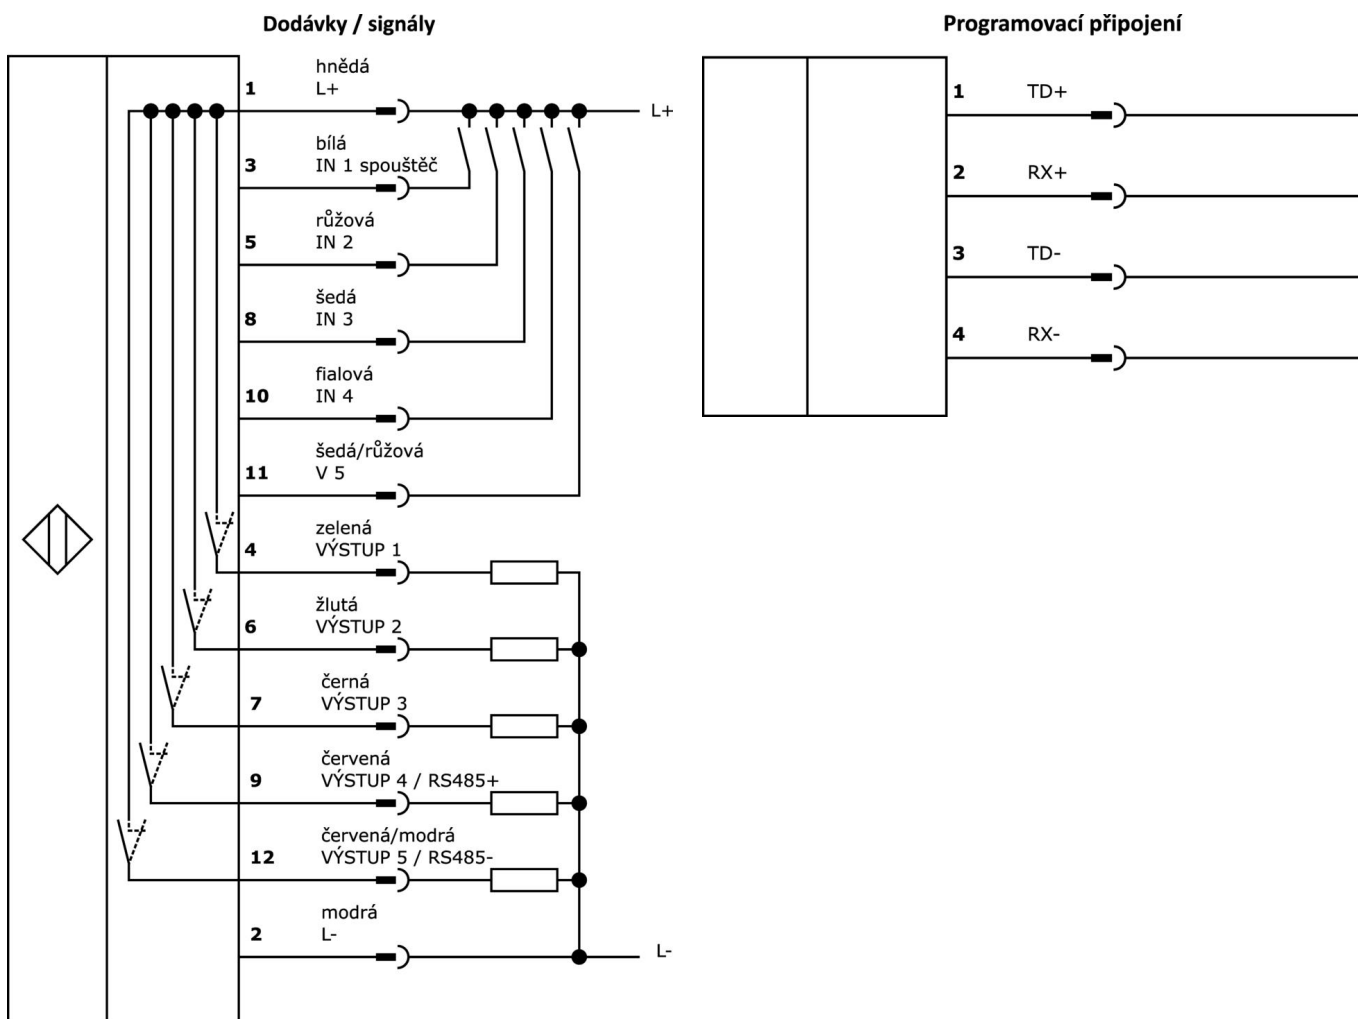 Dodávky / signály
hnědá
1 L+
L+
bílá
3 IN 1 spouštěč
růžová
5 IN 2
šedá
8 IN 3
fialová
10 IN 4
šedá/růžová
11 V 5
zelená
4 VÝSTUP 1
žlutá
6 VÝSTUP 2
černá
7 VÝSTUP 3
červená
9 VÝSTUP 4 / RS485+
červená/modrá
12 VÝSTUP 5 / RS485-
modrá
2 L-
L-
Programovací připojení
1 TD+
2 RX+
3 TD-
4 RX-